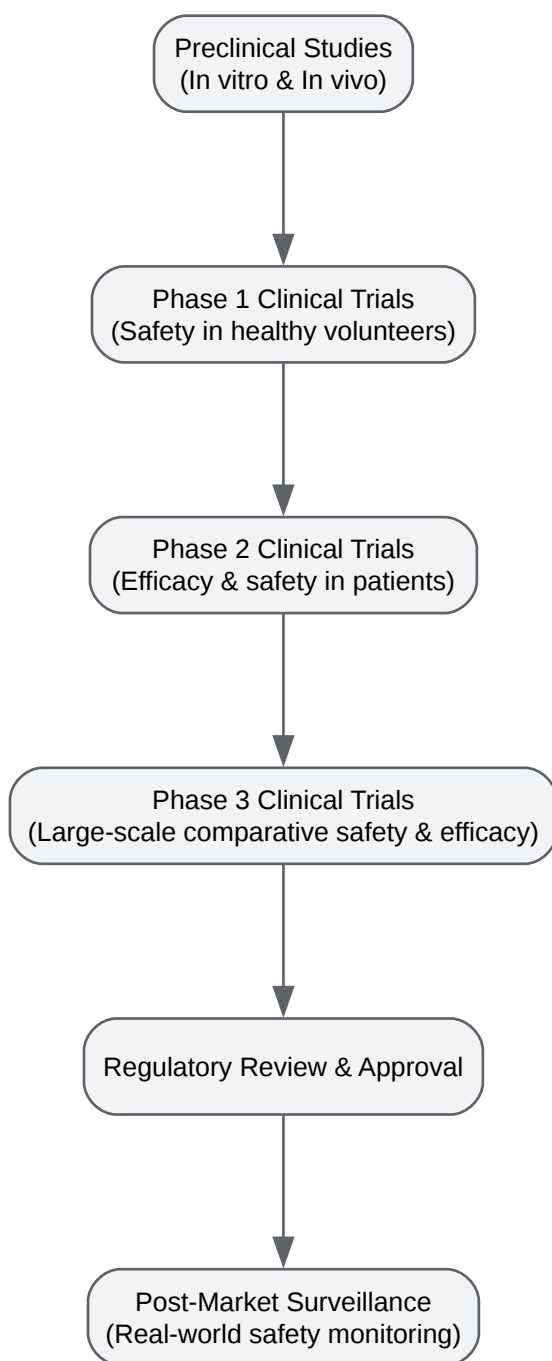 Preclinical Studies
(In vitro & In vivo)
Phase 1 Clinical Trials
(Safety in healthy volunteers)
Phase 2 Clinical Trials
(Efficacy & safety in patients)
Phase 3 Clinical Trials
(Large-scale comparative safety & efficacy)
Regulatory Review & Approval
Post-Market Surveillance
(Real-world safety monitoring)